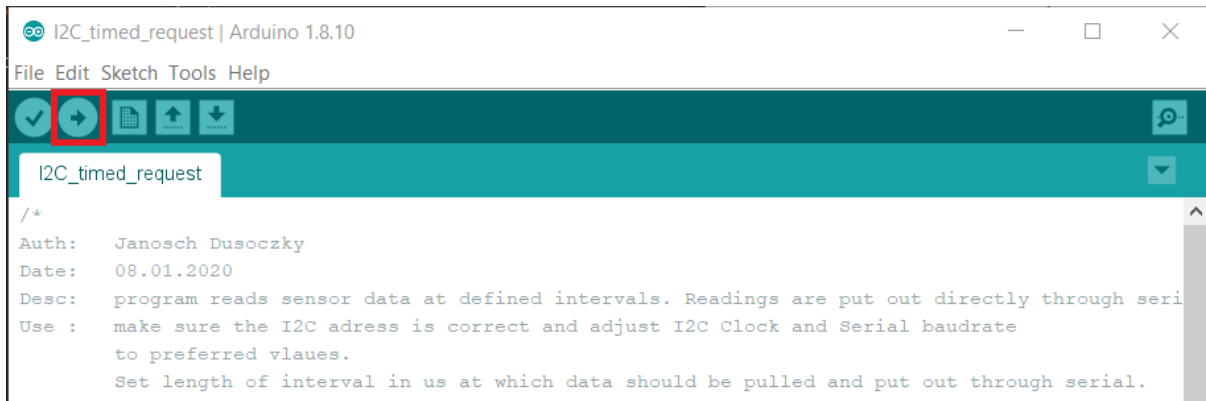 I2C_timed_request | Arduino 1.8.10
File Edit Sketch Tools Help
I2C_timed_request
/*
Auth: Janosch Dusoczky
Date: 08.01.2020
Desc: program reads sensor data at defined intervals. Readings are put out directly through seri
Use : make sure the I2C adress is correct and adjust I2C Clock and Serial baudrate
to preferred vlaues.
Set length of interval in us at which data should be pulled and put out through serial.